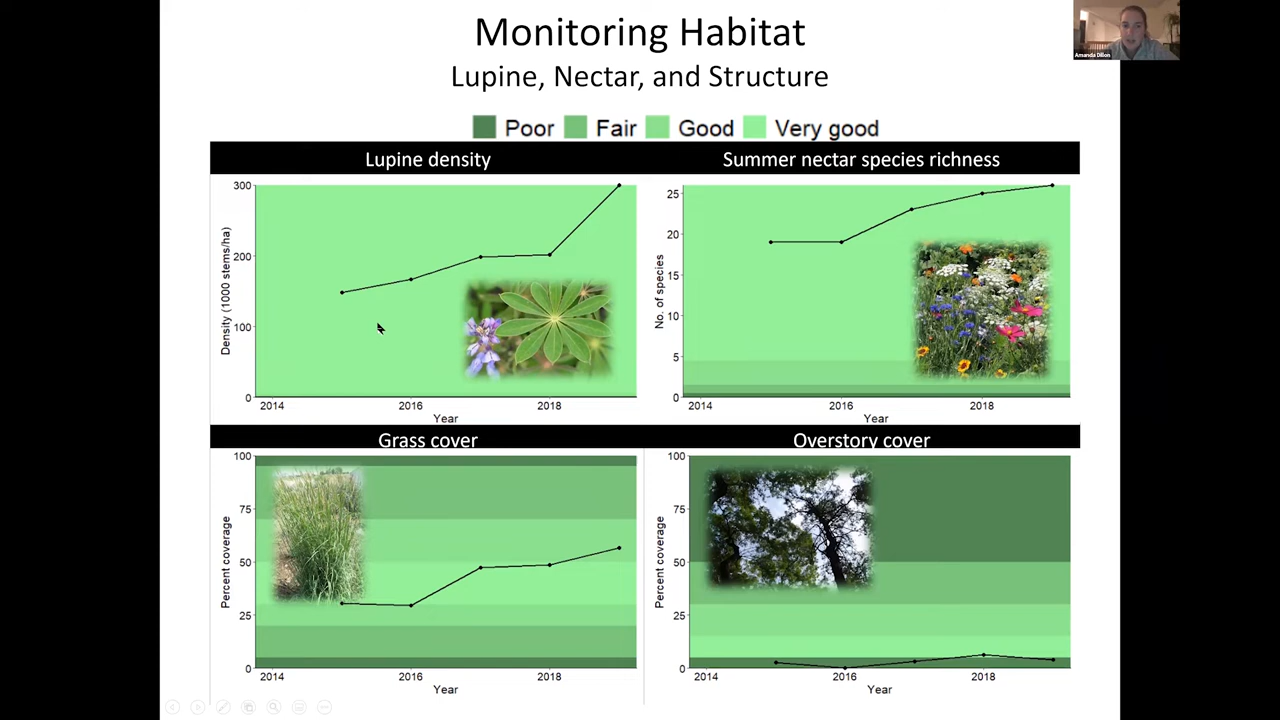 Monitoring Habitat
Lupine, Nectar, and Structure
Amanda Dillon
Poor Fair Good Very good
Lupine density
Summer nectar species richness
300
200
100
0
Density (1000 stems/ha)
2014 2016 2018
Year
25
20
15
10
5
0
No. of species
2014 2016 2018
Year
Grass cover
Overstory cover
100
75
50
25
0
Percent coverage
2014 2016 2018
Year
100
75
50
25
0
Percent coverage
2014 2016 2018
Year